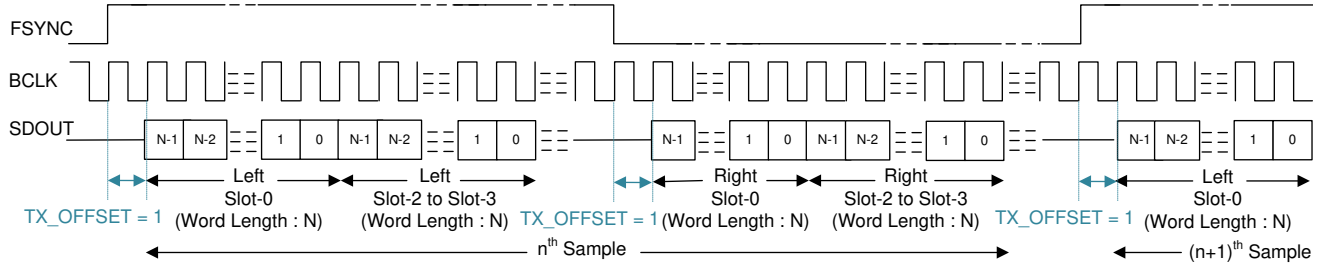 FSYNC
BCLK
SDOUT
N-1 N-2 1 0 N-1 N-2 1 0 N-1 1 0 N-1 N-2 1 0 N-1 N-2 1 0
Left Left Right Right Left
Slot-0 Slot-2 to Slot-3 Slot-0 Slot-2 to Slot-3 Slot-0
TX_OFFSET = 1 (Word Length : N) (Word Length : N) TX_OFFSET = 1 (Word Length : N) (Word Length : N) TX_OFFSET = 1 (Word Length : N)
nth Sample (n+1)th Sample